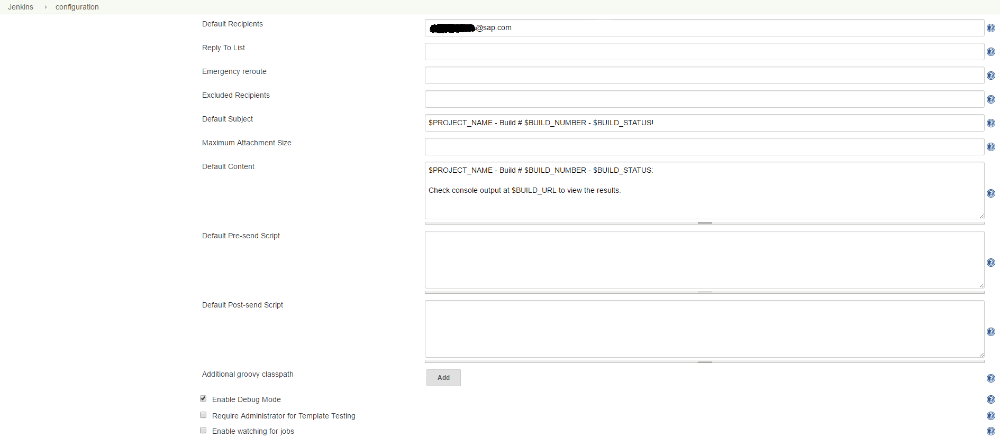 Jenkins configuration
Default Recipients
@sap.com
Reply To List
Emergency reroute
Excluded Recipients
Default Subject
$PROJECT_NAME - Build # $BUILD_NUMBER - $BUILD_STATUS!
Maximum Attachment Size
Default Content
$PROJECT_NAME - Build # $BUILD_NUMBER - $BUILD_STATUS:
Check console output at $BUILD_URL to view the results.
Default Pre-send Script
Default Post-send Script
Additional groovy classpath
Add
Enable Debug Mode
Require Administrator for Template Testing
Enable watching for jobs